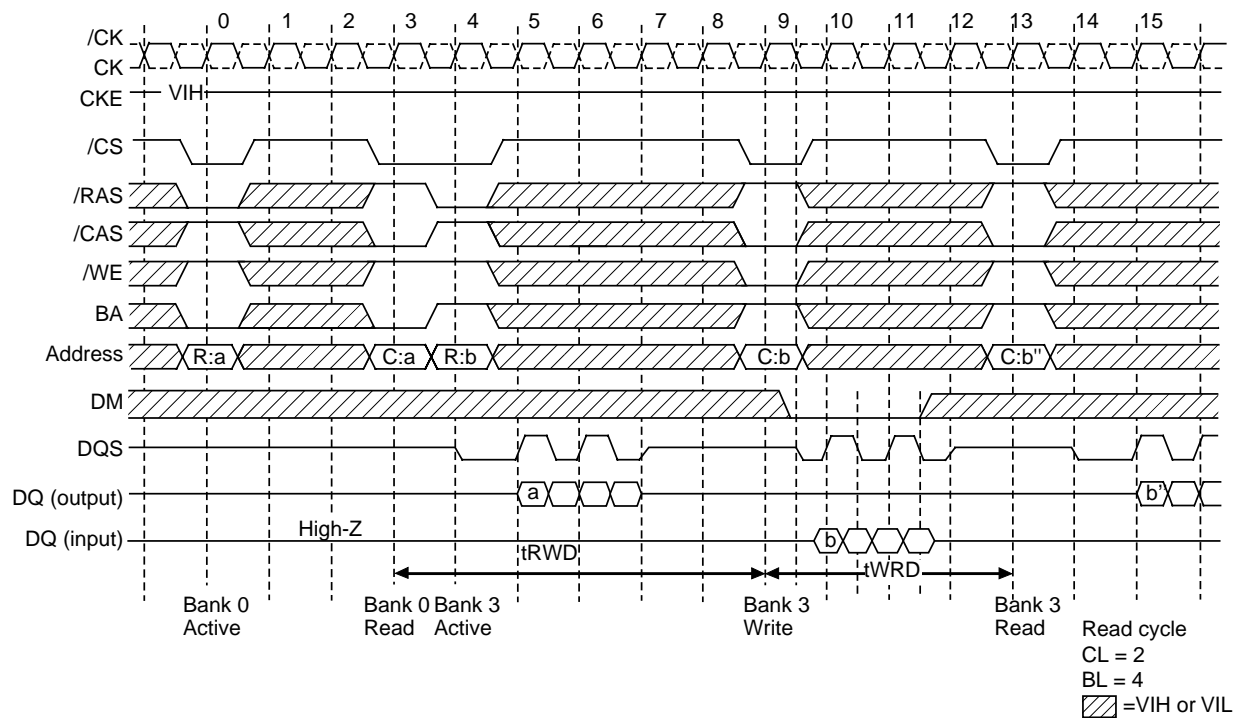 0 1 2 3 4 5 6 7 8 9 10 11 12 13 14 15
/CK
CK
CKE VIH
/CS
/RAS
/CAS
/WE
BA
Address R:a C:a R:b C:b C:b''
DM
DQS
DQ (output) a b''
DQ (input) High-Z b
tRWD tWRD
Bank 0 Active
Bank 0 Read
Bank 3 Active
Bank 3 Write
Bank 3 Read
Read cycle
CL = 2
BL = 4
=VIH or VIL